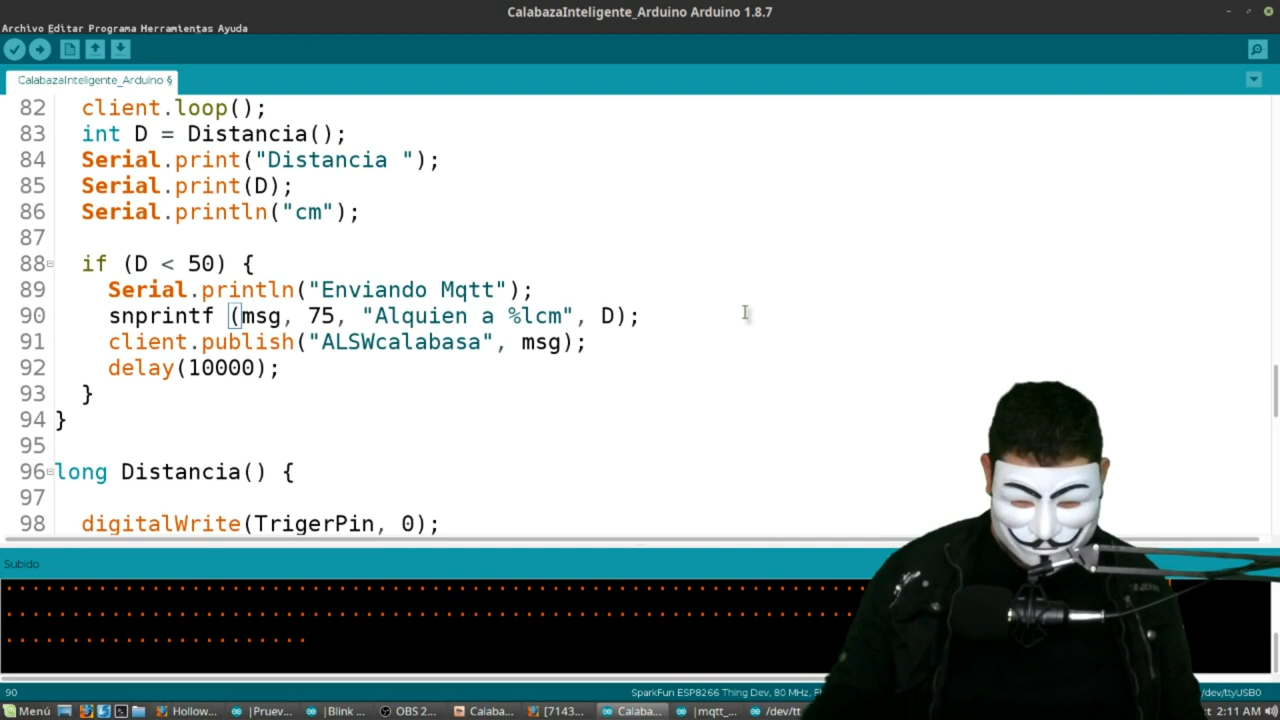 CalabazaInteligente_Arduino Arduino 1.8.7
Archivo Editar Programa Herramientas Ayuda
CalabazaInteligente_Arduino §
82 client.loop();
83 int D = Distancia();
84 Serial.print("Distancia ");
85 Serial.print(D);
86 Serial.println("cm");
87
88 if (D < 50) {
89 Serial.println("Enviando Mqtt");
90 snprintf (msg, 75, "Alquien a %lcm", D);
91 client.publish("ALSWcalabasa", msg);
92 delay(10000);
93 }
94 }
95
96 long Distancia() {
97
98 digitalWrite(TrigerPin, 0);
Subido
90
SparkFun ESP8266 Thing Dev, 80 MHz,
/dev/ttyUSB0
Menú Hollow... |Pruev... |Blink ... OBS 2... Calaba... [7143... Calaba... |mqtt_... /dev/tt 2:11 AM